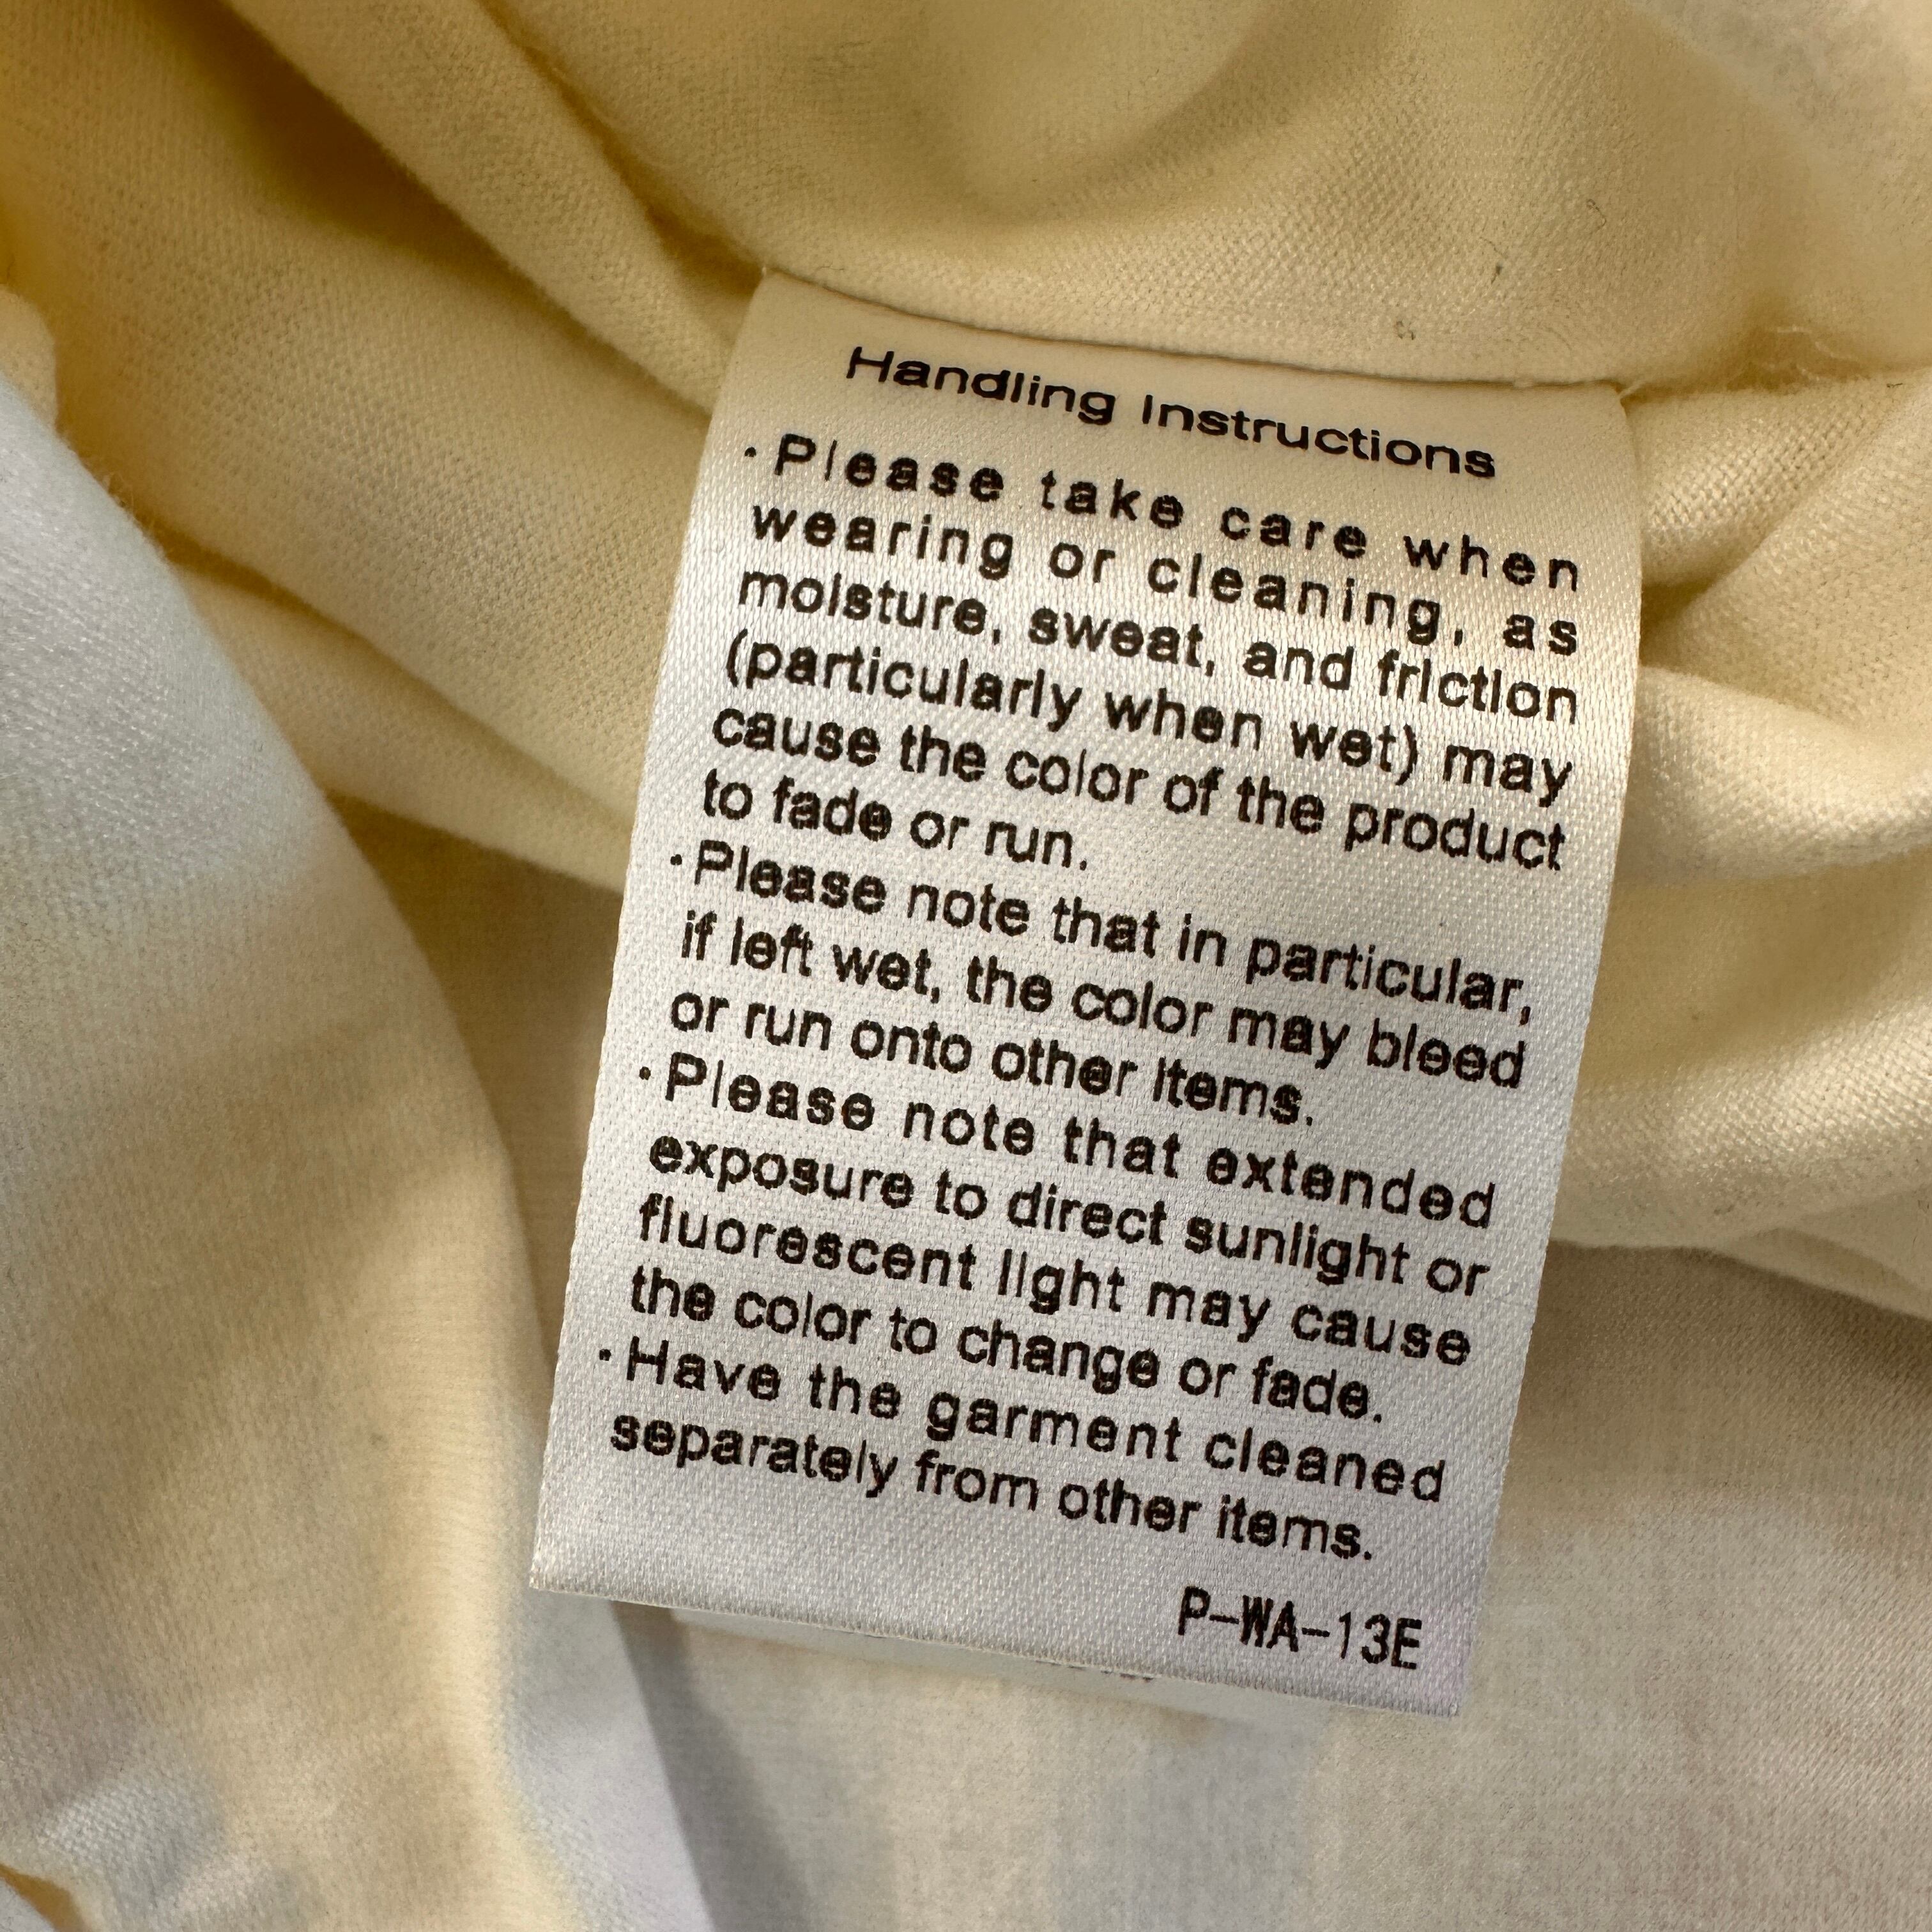 Handling Instructions
・Please take care when
wearing or cleaning, as
moisture, sweat, and friction
(particularly when wet) may
cause the color of the product
to fade or run.
・Please note that in particular,
if left wet, the color may bleed
or run onto other items.
・Please note that extended
exposure to direct sunlight or
fluorescent light may cause
the color to change or fade.
・Have the garment cleaned
separately from other items.
P-WA-13E